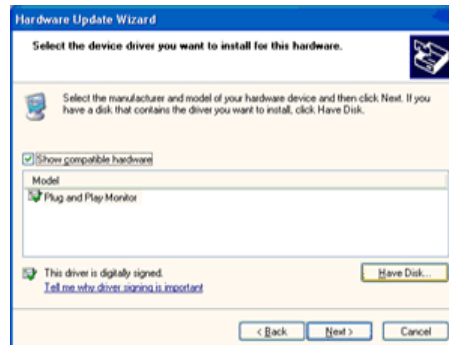 Hardware Update Wizard
Select the device driver you want to install for this hardware.
Select the manufacturer and model of your hardware device and then click Next. If you
have a disk that contains the driver you want to install, click Have Disk.
Show compatible hardware
Model
Plug and Play Monitor
This driver is digitally signed.
Have Disk...
Tell me why driver signing is important
< Back
Next >
Cancel